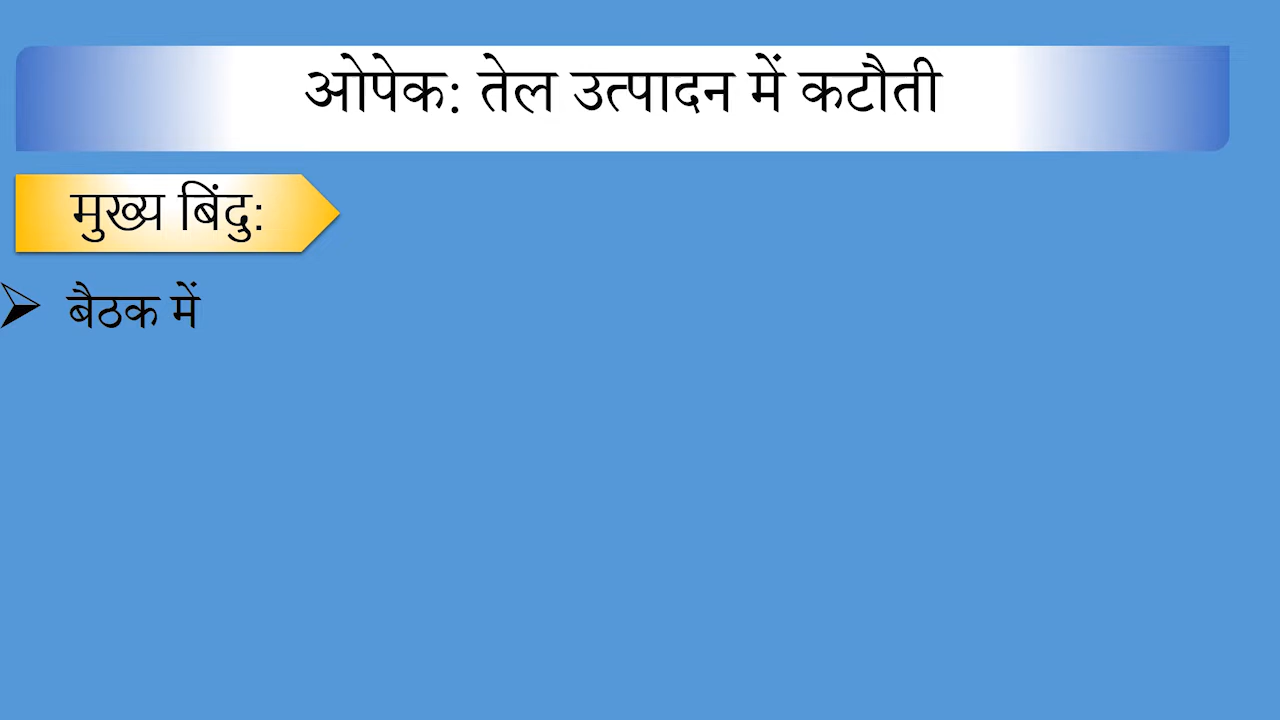 ओपेक: तेल उत्पादन में कटौती
मुख्य बिंदु:
बैठक में